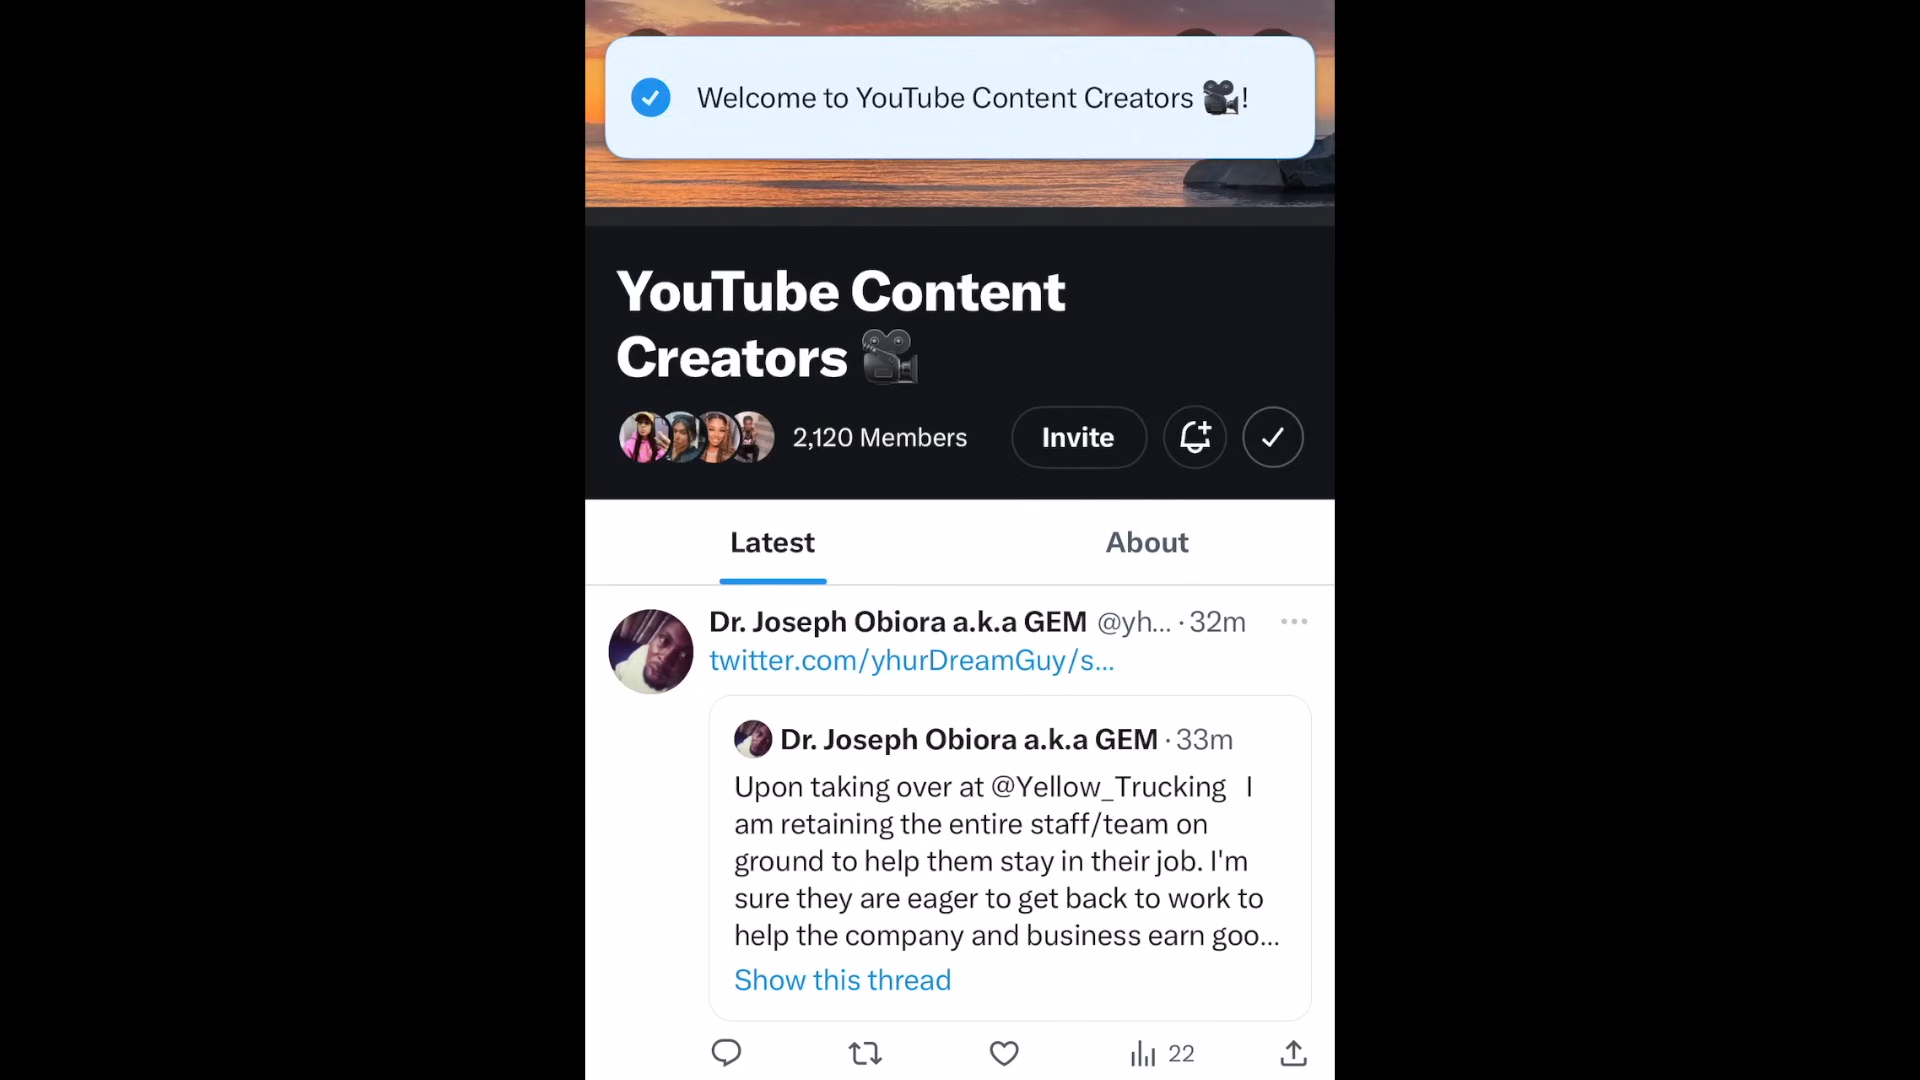 Welcome to YouTube Content Creators 🎥!
YouTube Content
Creators 🎥
2,120 Members
Invite
Latest
About
Dr. Joseph Obiora a.k.a GEM @yh... · 32m
twitter.com/yhurDreamGuy/s...
Dr. Joseph Obiora a.k.a GEM · 33m
Upon taking over at @Yellow_Trucking I
am retaining the entire staff/team on
ground to help them stay in their job. I'm
sure they are eager to get back to work to
help the company and business earn goo...
Show this thread
22